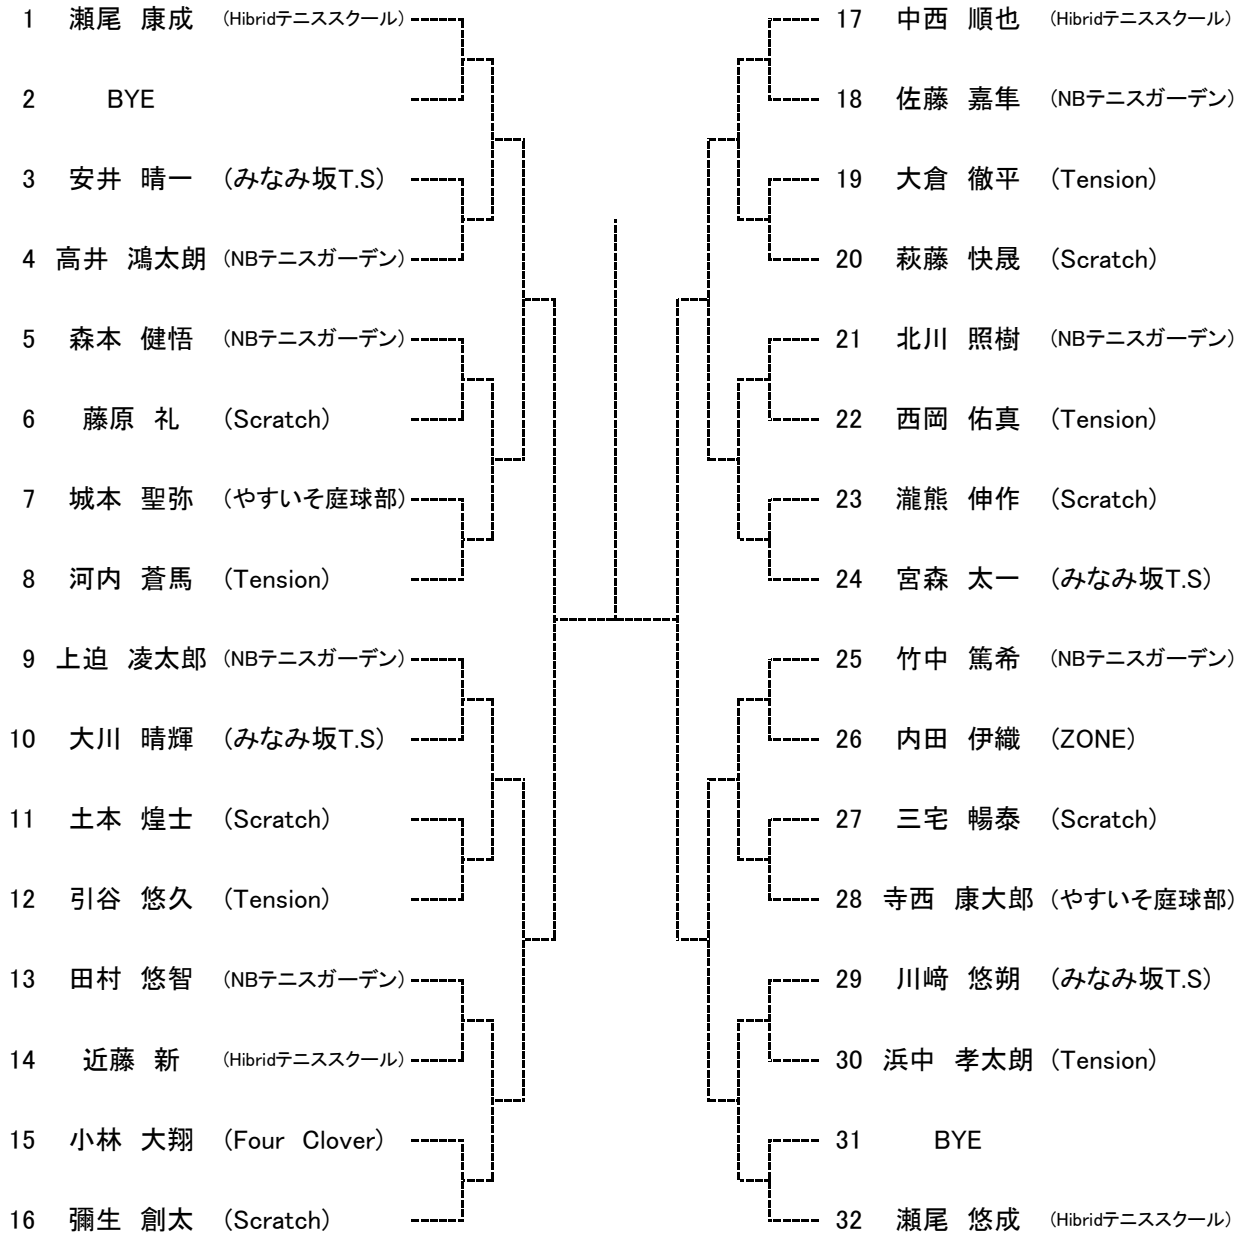 1 瀬尾 康成 (Hibridテニススクール)
2 BYE
3 安井 晴一 (みなみ坂T.S)
4 高井 鴻太朗 (NBテニスガーデン)
5 森本 健悟 (NBテニスガーデン)
6 藤原 礼 (Scratch)
7 城本 聖弥 (やすいそ庭球部)
8 河内 蒼馬 (Tension)
9 上迫 凌太郎 (NBテニスガーデン)
10 大川 晴輝 (みなみ坂T.S)
11 土本 煌士 (Scratch)
12 引谷 悠久 (Tension)
13 田村 悠智 (NBテニスガーデン)
14 近藤 新 (Hibridテニススクール)
15 小林 大翔 (Four Clover)
16 彌生 創太 (Scratch)
17 中西 順也 (Hibridテニススクール)
18 佐藤 嘉隼 (NBテニスガーデン)
19 大倉 徹平 (Tension)
20 萩藤 快晟 (Scratch)
21 北川 照樹 (NBテニスガーデン)
22 西岡 佑真 (Tension)
23 瀧熊 伸作 (Scratch)
24 宮森 太一 (みなみ坂T.S)
25 竹中 篤希 (NBテニスガーデン)
26 内田 伊織 (ZONE)
27 三宅 暢泰 (Scratch)
28 寺西 康大郎 (やすいそ庭球部)
29 川﨑 悠朔 (みなみ坂T.S)
30 浜中 孝太朗 (Tension)
31 BYE
32 瀬尾 悠成 (Hibridテニススクール)